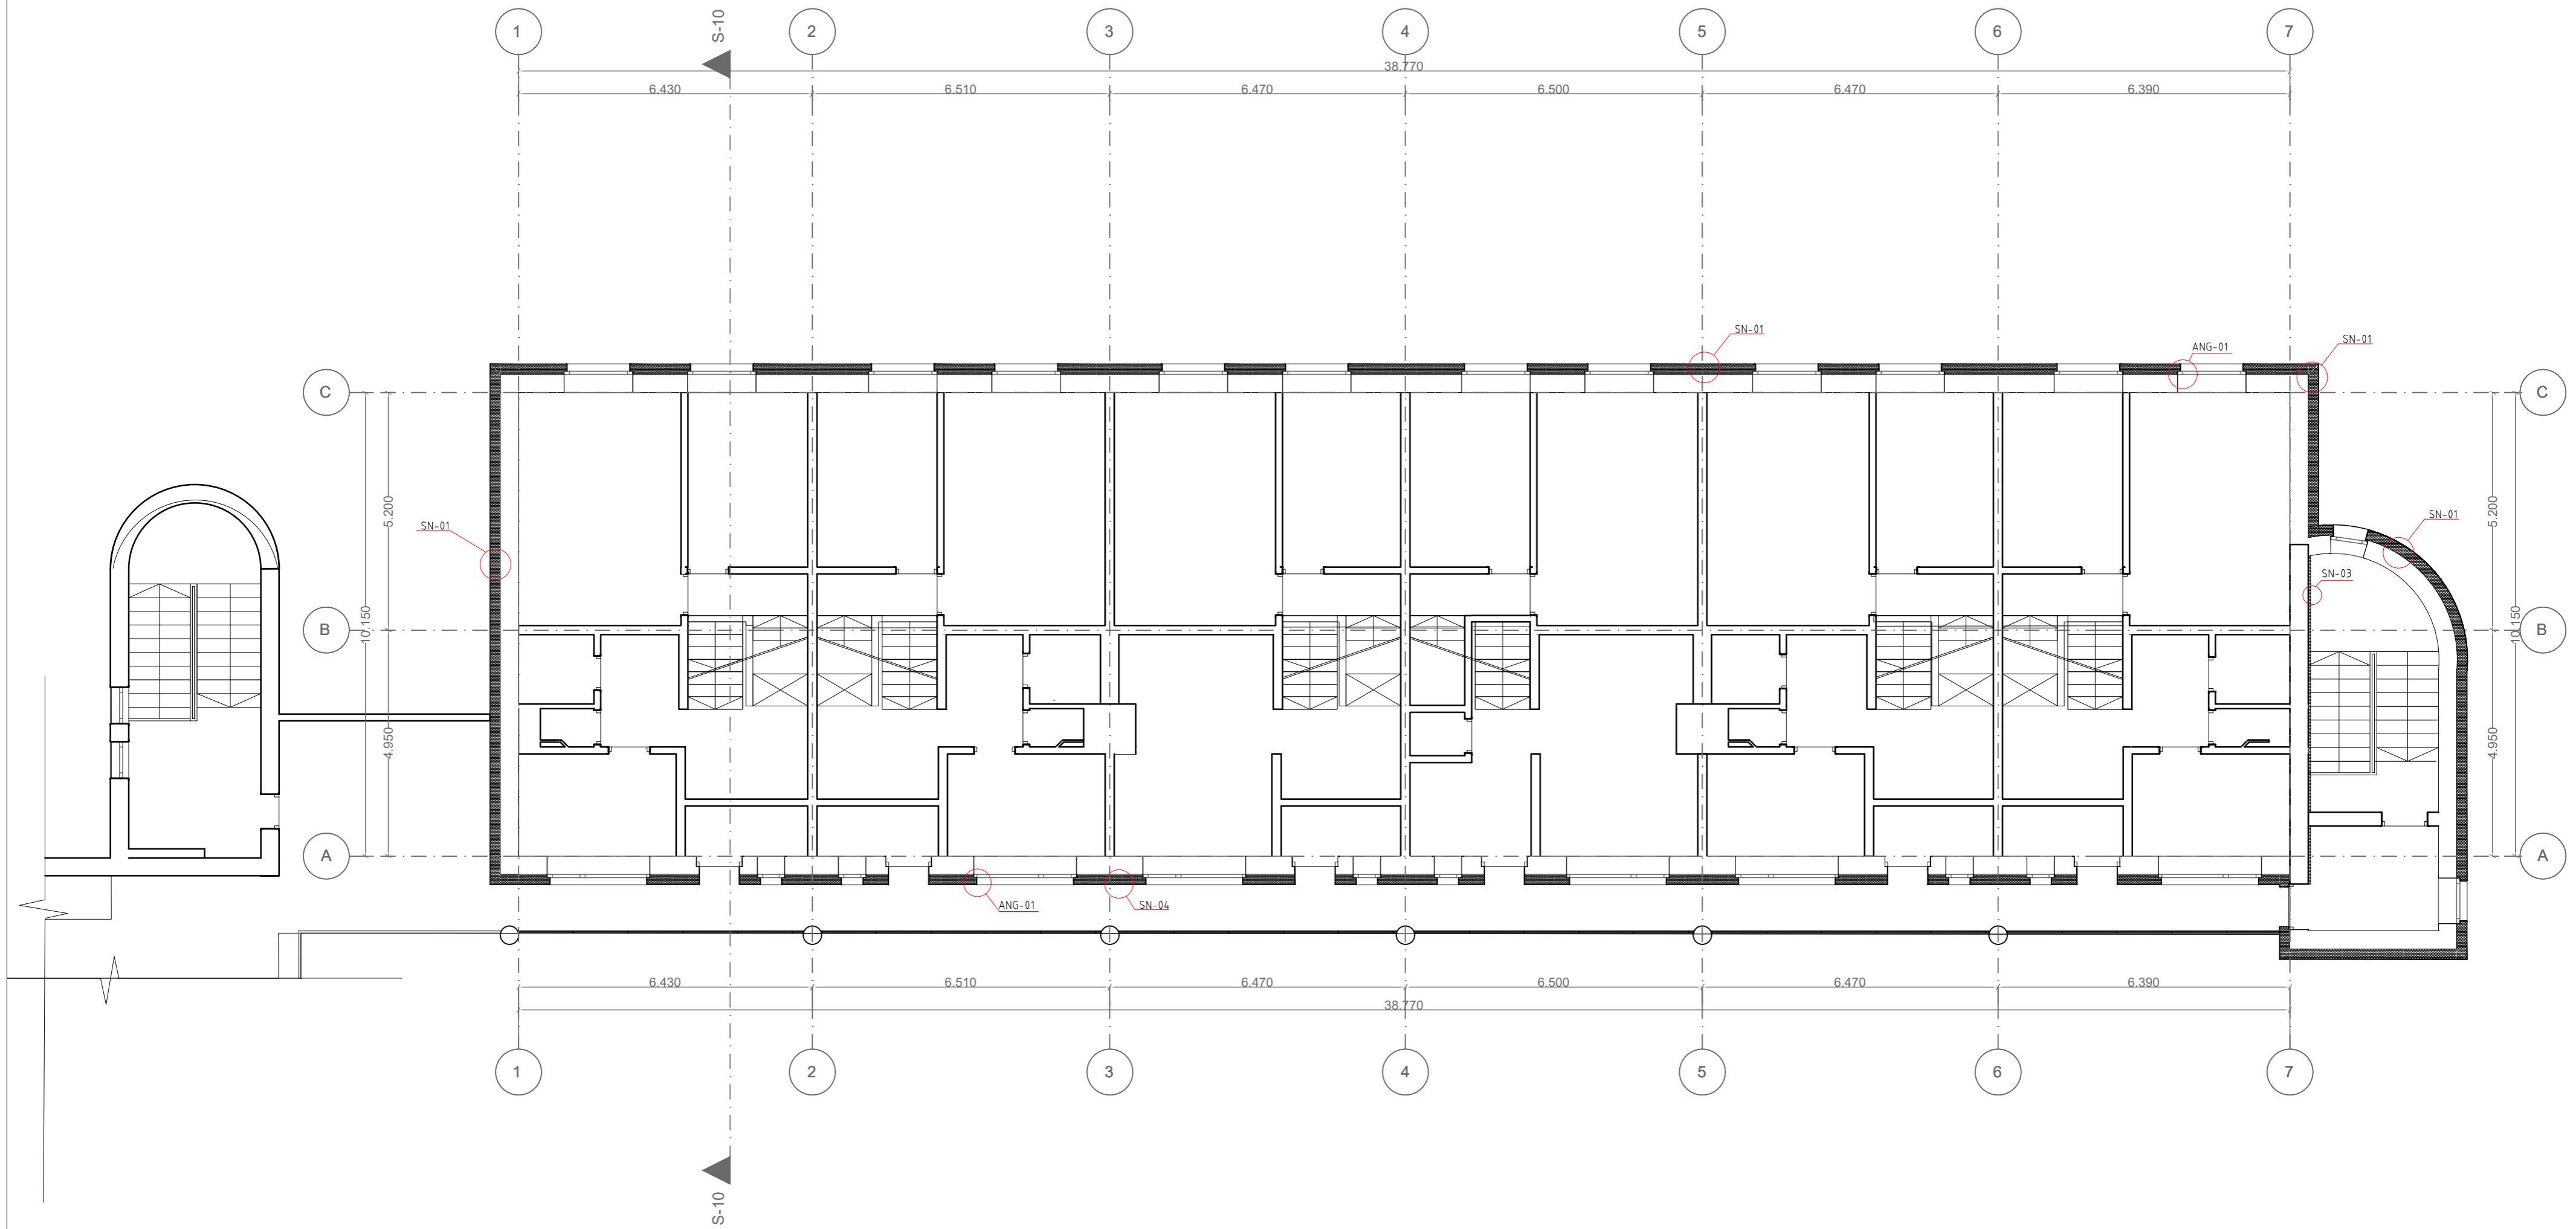 S-10
1 2 3 4 5 6 7
38.770
6.430 6.510 6.470 6.500 6.470 6.390
SN-01
ANG-01
SN-01
C C
5.200 5.200
SN-01
SN-01
SN-03
10.150 10.150
B B
4.950 4.950
A A
ANG-01
SN-04
6.430 6.510 6.470 6.500 6.470 6.390
38.770
1 2 3 4 5 6 7
S-10